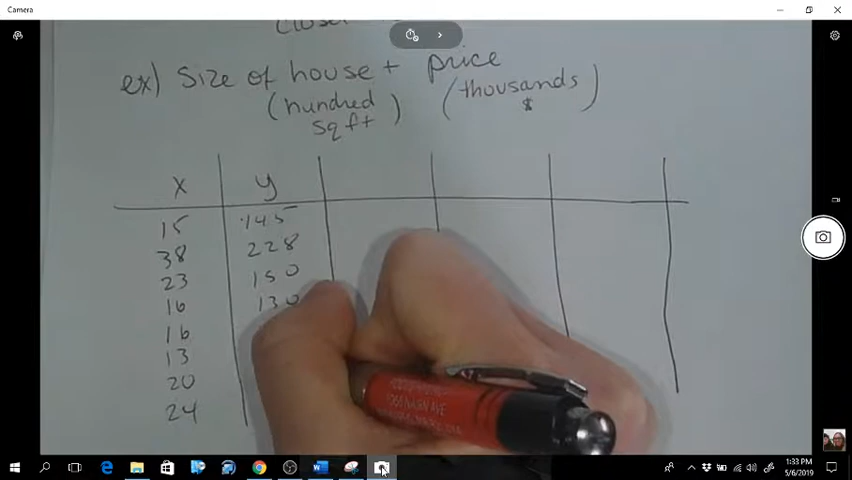 Camera
ex) Size of house + price
(hundred sqft) (thousands $)
x y
15 145
38 228
23 150
16 130
16
13
20
24
1:33 PM
5/6/2019